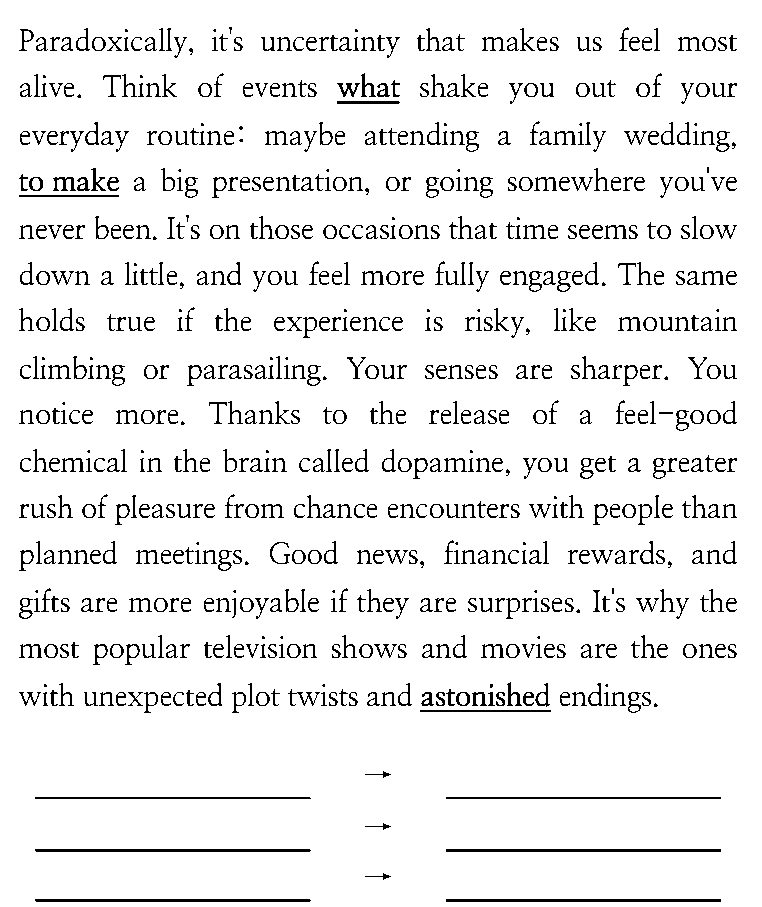 Paradoxically, it's uncertainty that makes us feel most
alive. Think of events what shake you out of your
everyday routine: maybe attending a family wedding,
to make a big presentation, or going somewhere you've
never been. It's on those occasions that time seems to slow
down a little, and you feel more fully engaged. The same
holds true if the experience is risky, like mountain
climbing or parasailing. Your senses are sharper. You
notice more. Thanks to the release of a feel-good
chemical in the brain called dopamine, you get a greater
rush of pleasure from chance encounters with people than
planned meetings. Good news, financial rewards, and
gifts are more enjoyable if they are surprises. It's why the
most popular television shows and movies are the ones
with unexpected plot twists and astonished endings.
→
→
→